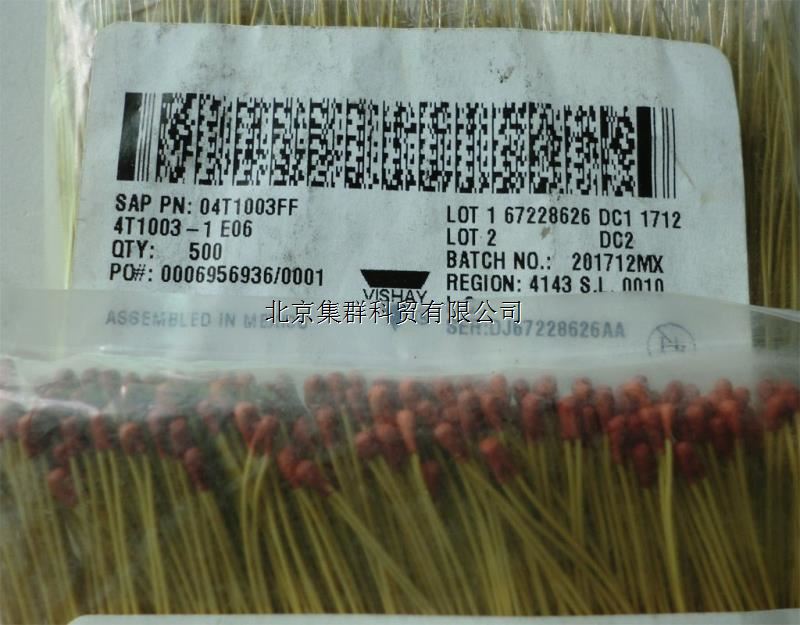 SAP PN: 04T1003FF
4T1003-1 E06
QTY: 500
PO#: 0006956936/0001
LOT 1 67228626 DC1 1712
LOT 2 DC2
BATCH NO.: 201712MX
REGION: 4143 S.L. 0010
VISHAY
北京集群科贸有限公司
ASSEMBLED IN MEXICO
SER:DJ67228626AA